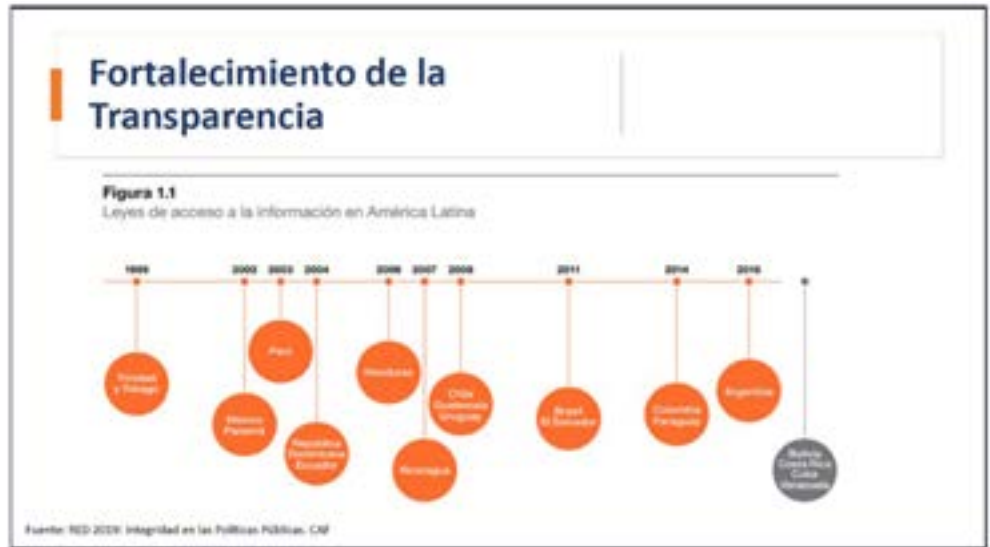 Fortalecimiento de la
Transparencia
Figura 1.1
Leyes de acceso a la información en América Latina
1999
2002 2003 2004 2006 2007 2008 2011 2014 2016
Trinidad
y Tobago
México
Panamá
Perú
República
Dominicana
Ecuador
Honduras
Nicaragua
Chile
Guatemala
Uruguay
Brasil
El Salvador
Colombia
Paraguay
Argentina
Bolivia
Costa Rica
Cuba
Venezuela
Fuente: RED 2019: Integridad en las Políticas Públicas. CAF